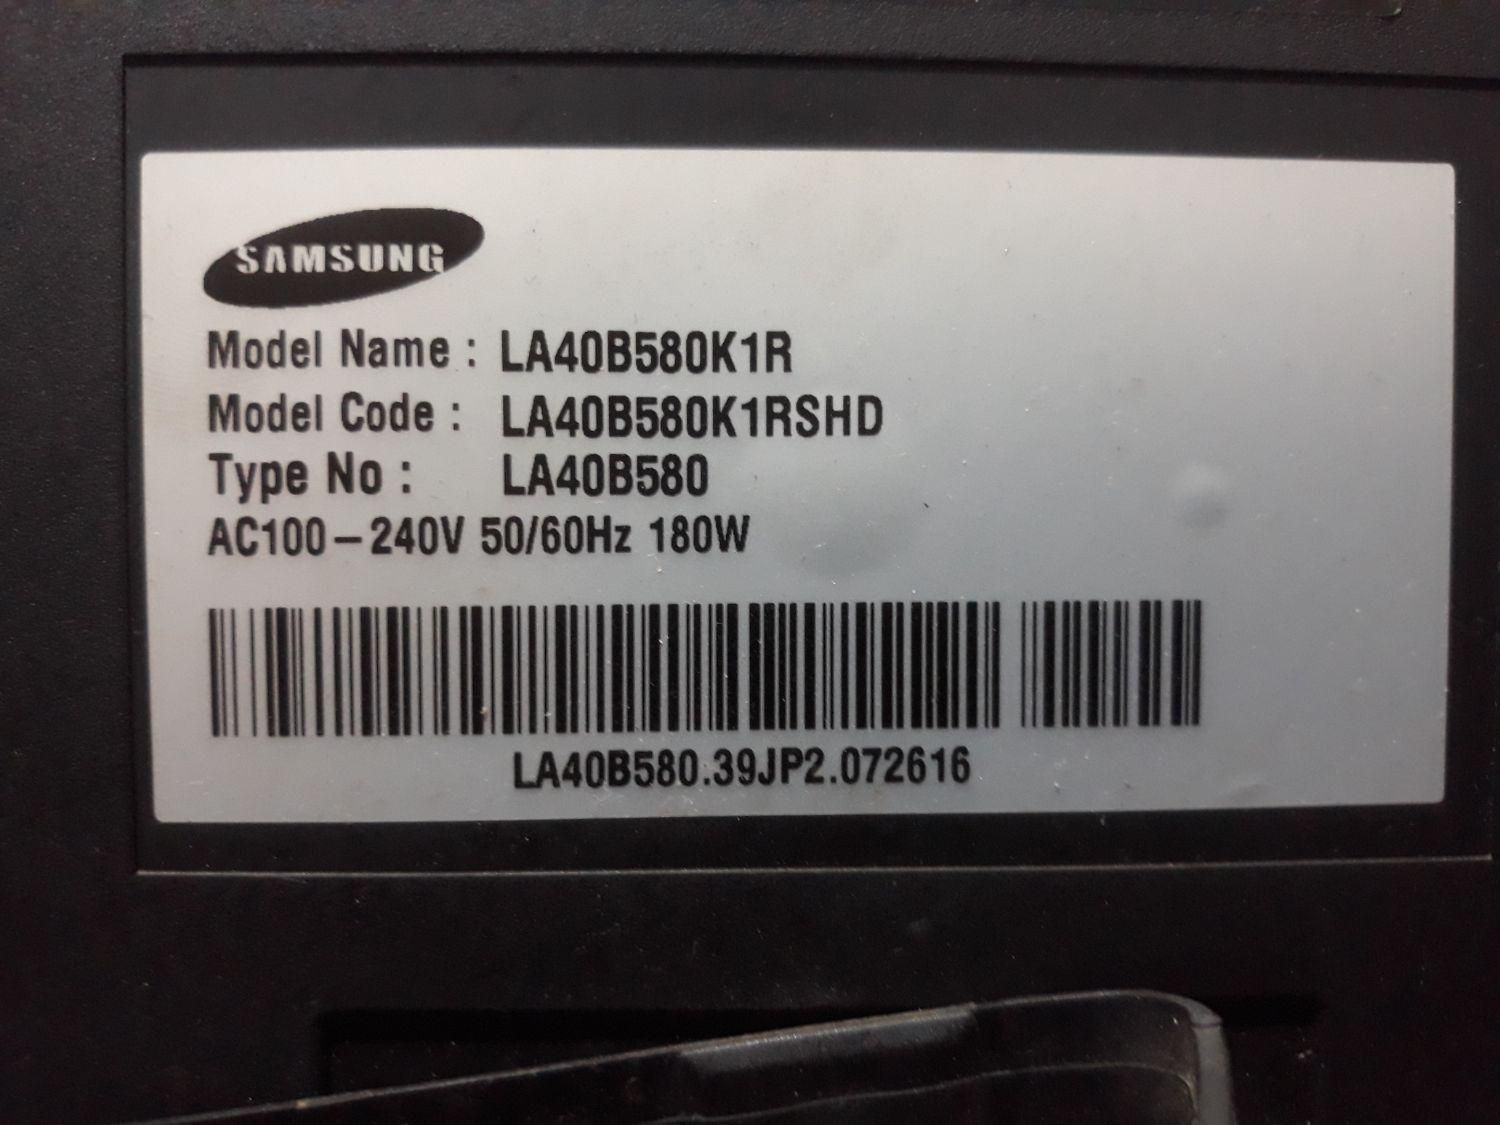 SAMSUNG
Model Name : LA40B580K1R
Model Code : LA40B580K1RSHD
Type No : LA40B580
AC100–240V 50/60Hz 180W
LA40B580.39JP2.072616